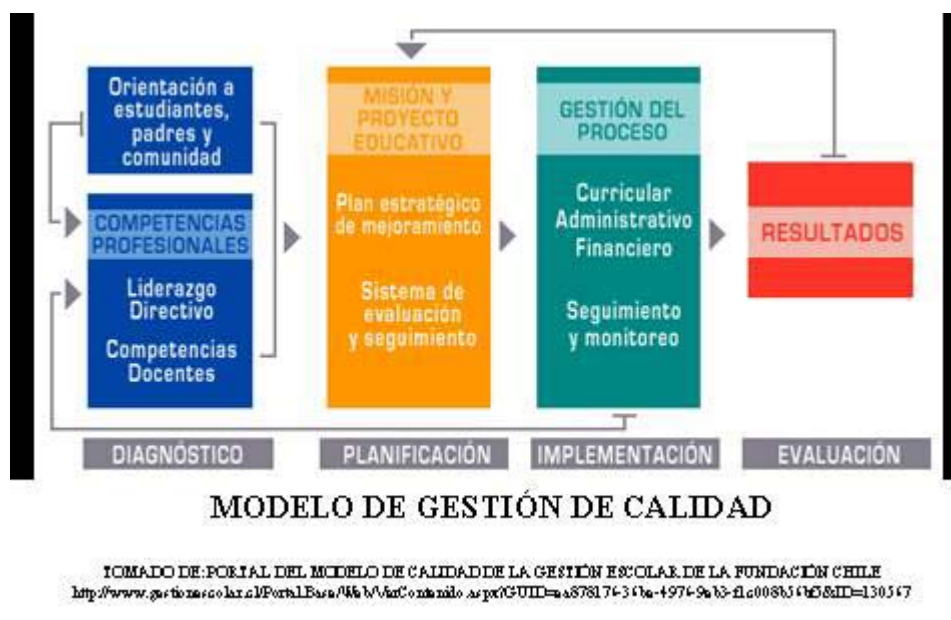 Orientación a
estudiantes,
padres y
comunidad
COMPETENCIAS
PROFESIONALES
Liderazgo
Directivo
Competencias
Docentes
DIAGNÓSTICO
MISIÓN Y
PROYECTO
EDUCATIVO
Plan estratégico
de mejoramiento
Sistema de
evaluación
y seguimiento
PLANIFICACIÓN
GESTIÓN DEL
PROCESO
Curricular
Administrativo
Financiero
Seguimiento
y monitoreo
IMPLEMENTACIÓN
RESULTADOS
EVALUACIÓN
MODELO DE GESTIÓN DE CALIDAD
TOMADO DE:PORTAL DEL MODELO DE CALIDAD DE LA GESTIÓN ESCOLAR DE LA FUNDACIÓN CHILE